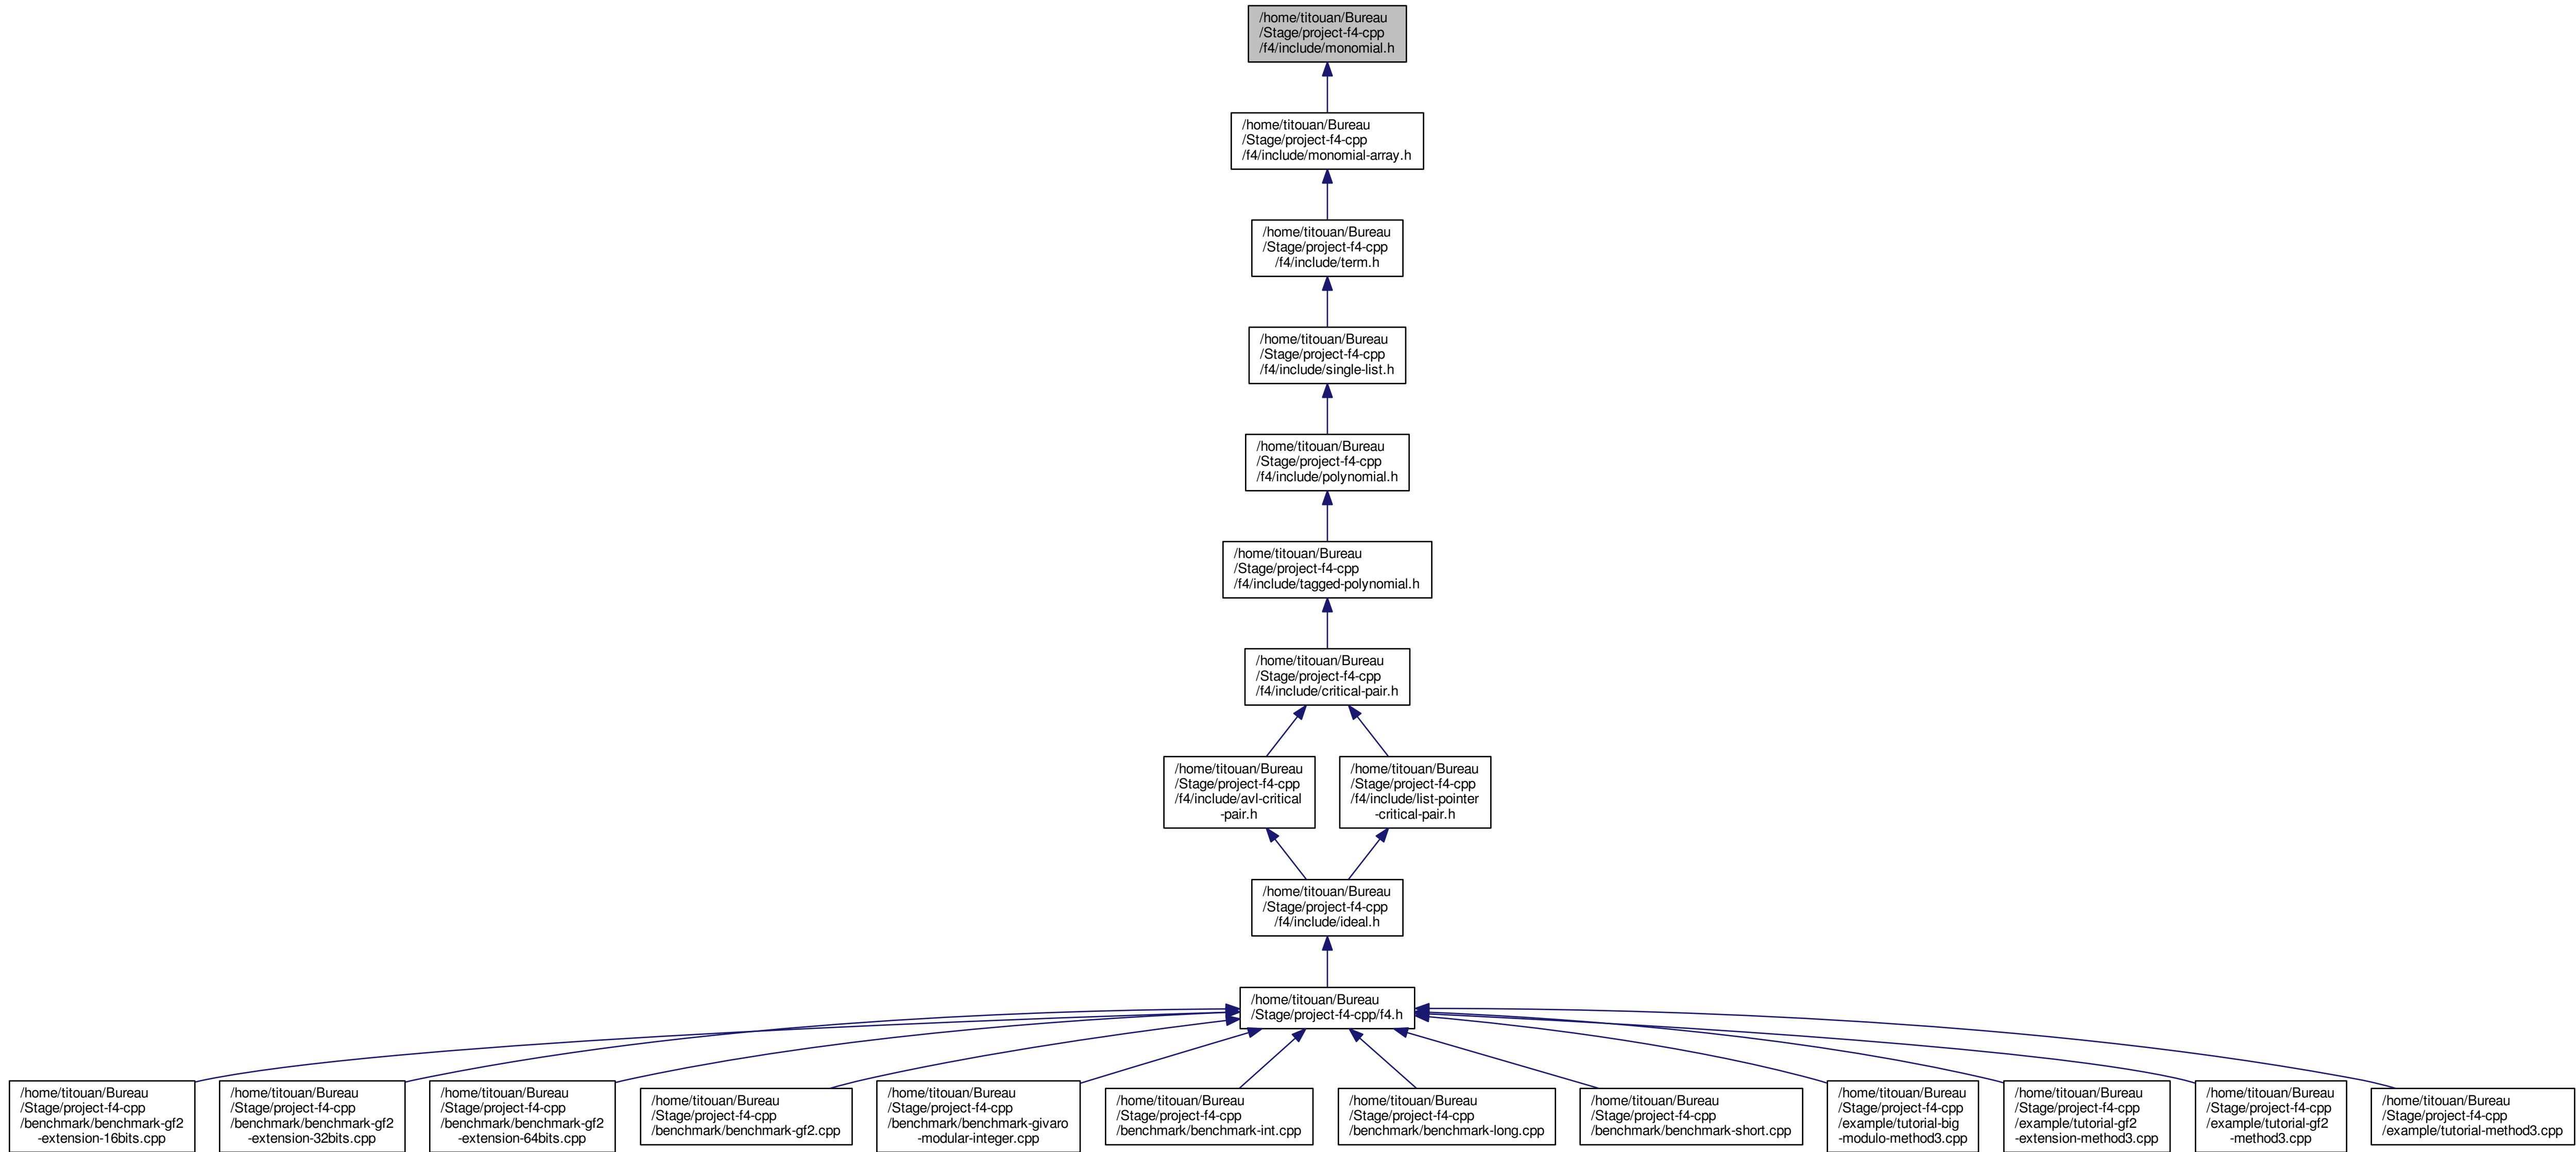 /home/titouan/Bureau
/Stage/project-f4-cpp
/f4/include/monomial.h
/home/titouan/Bureau
/Stage/project-f4-cpp
/f4/include/monomial-array.h
/home/titouan/Bureau
/Stage/project-f4-cpp
/f4/include/term.h
/home/titouan/Bureau
/Stage/project-f4-cpp
/f4/include/single-list.h
/home/titouan/Bureau
/Stage/project-f4-cpp
/f4/include/polynomial.h
/home/titouan/Bureau
/Stage/project-f4-cpp
/f4/include/tagged-polynomial.h
/home/titouan/Bureau
/Stage/project-f4-cpp
/f4/include/critical-pair.h
/home/titouan/Bureau
/Stage/project-f4-cpp
/f4/include/avl-critical
-pair.h
/home/titouan/Bureau
/Stage/project-f4-cpp
/f4/include/list-pointer
-critical-pair.h
/home/titouan/Bureau
/Stage/project-f4-cpp
/f4/include/ideal.h
/home/titouan/Bureau
/Stage/project-f4-cpp/f4.h
/home/titouan/Bureau
/Stage/project-f4-cpp
/benchmark/benchmark-gf2
-extension-16bits.cpp
/home/titouan/Bureau
/Stage/project-f4-cpp
/benchmark/benchmark-gf2
-extension-32bits.cpp
/home/titouan/Bureau
/Stage/project-f4-cpp
/benchmark/benchmark-gf2
-extension-64bits.cpp
/home/titouan/Bureau
/Stage/project-f4-cpp
/benchmark/benchmark-gf2.cpp
/home/titouan/Bureau
/Stage/project-f4-cpp
/benchmark/benchmark-givaro
-modular-integer.cpp
/home/titouan/Bureau
/Stage/project-f4-cpp
/benchmark/benchmark-int.cpp
/home/titouan/Bureau
/Stage/project-f4-cpp
/benchmark/benchmark-long.cpp
/home/titouan/Bureau
/Stage/project-f4-cpp
/benchmark/benchmark-short.cpp
/home/titouan/Bureau
/Stage/project-f4-cpp
/example/tutorial-big
-modulo-method3.cpp
/home/titouan/Bureau
/Stage/project-f4-cpp
/example/tutorial-gf2
-extension-method3.cpp
/home/titouan/Bureau
/Stage/project-f4-cpp
/example/tutorial-gf2
-method3.cpp
/home/titouan/Bureau
/Stage/project-f4-cpp
/example/tutorial-method3.cpp